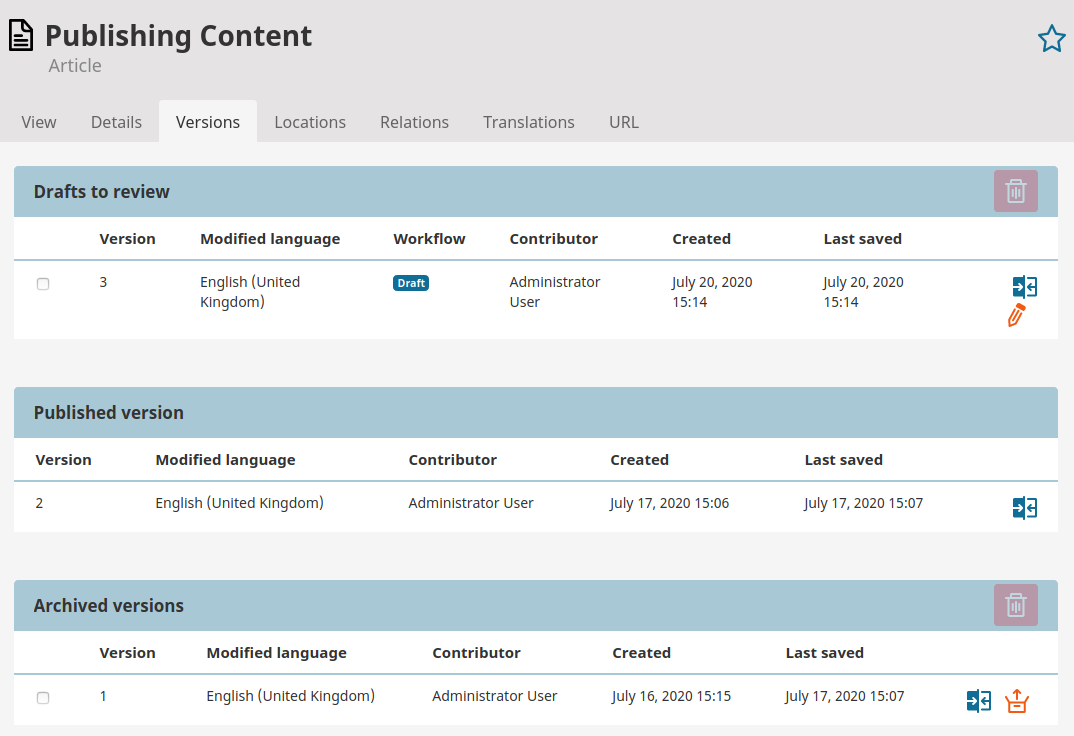 Publishing Content
Article
View Details Versions Locations Relations Translations URL
Drafts to review
Version Modified language Workflow Contributor Created Last saved
3 English (United Draft Administrator July 20, 2020 July 20, 2020
Kingdom) User 15:14 15:14
Published version
Version Modified language Contributor Created Last saved
2 English (United Kingdom) Administrator User July 17, 2020 15:06 July 17, 2020 15:07
Archived versions
Version Modified language Contributor Created Last saved
1 English (United Kingdom) Administrator User July 16, 2020 15:15 July 17, 2020 15:07